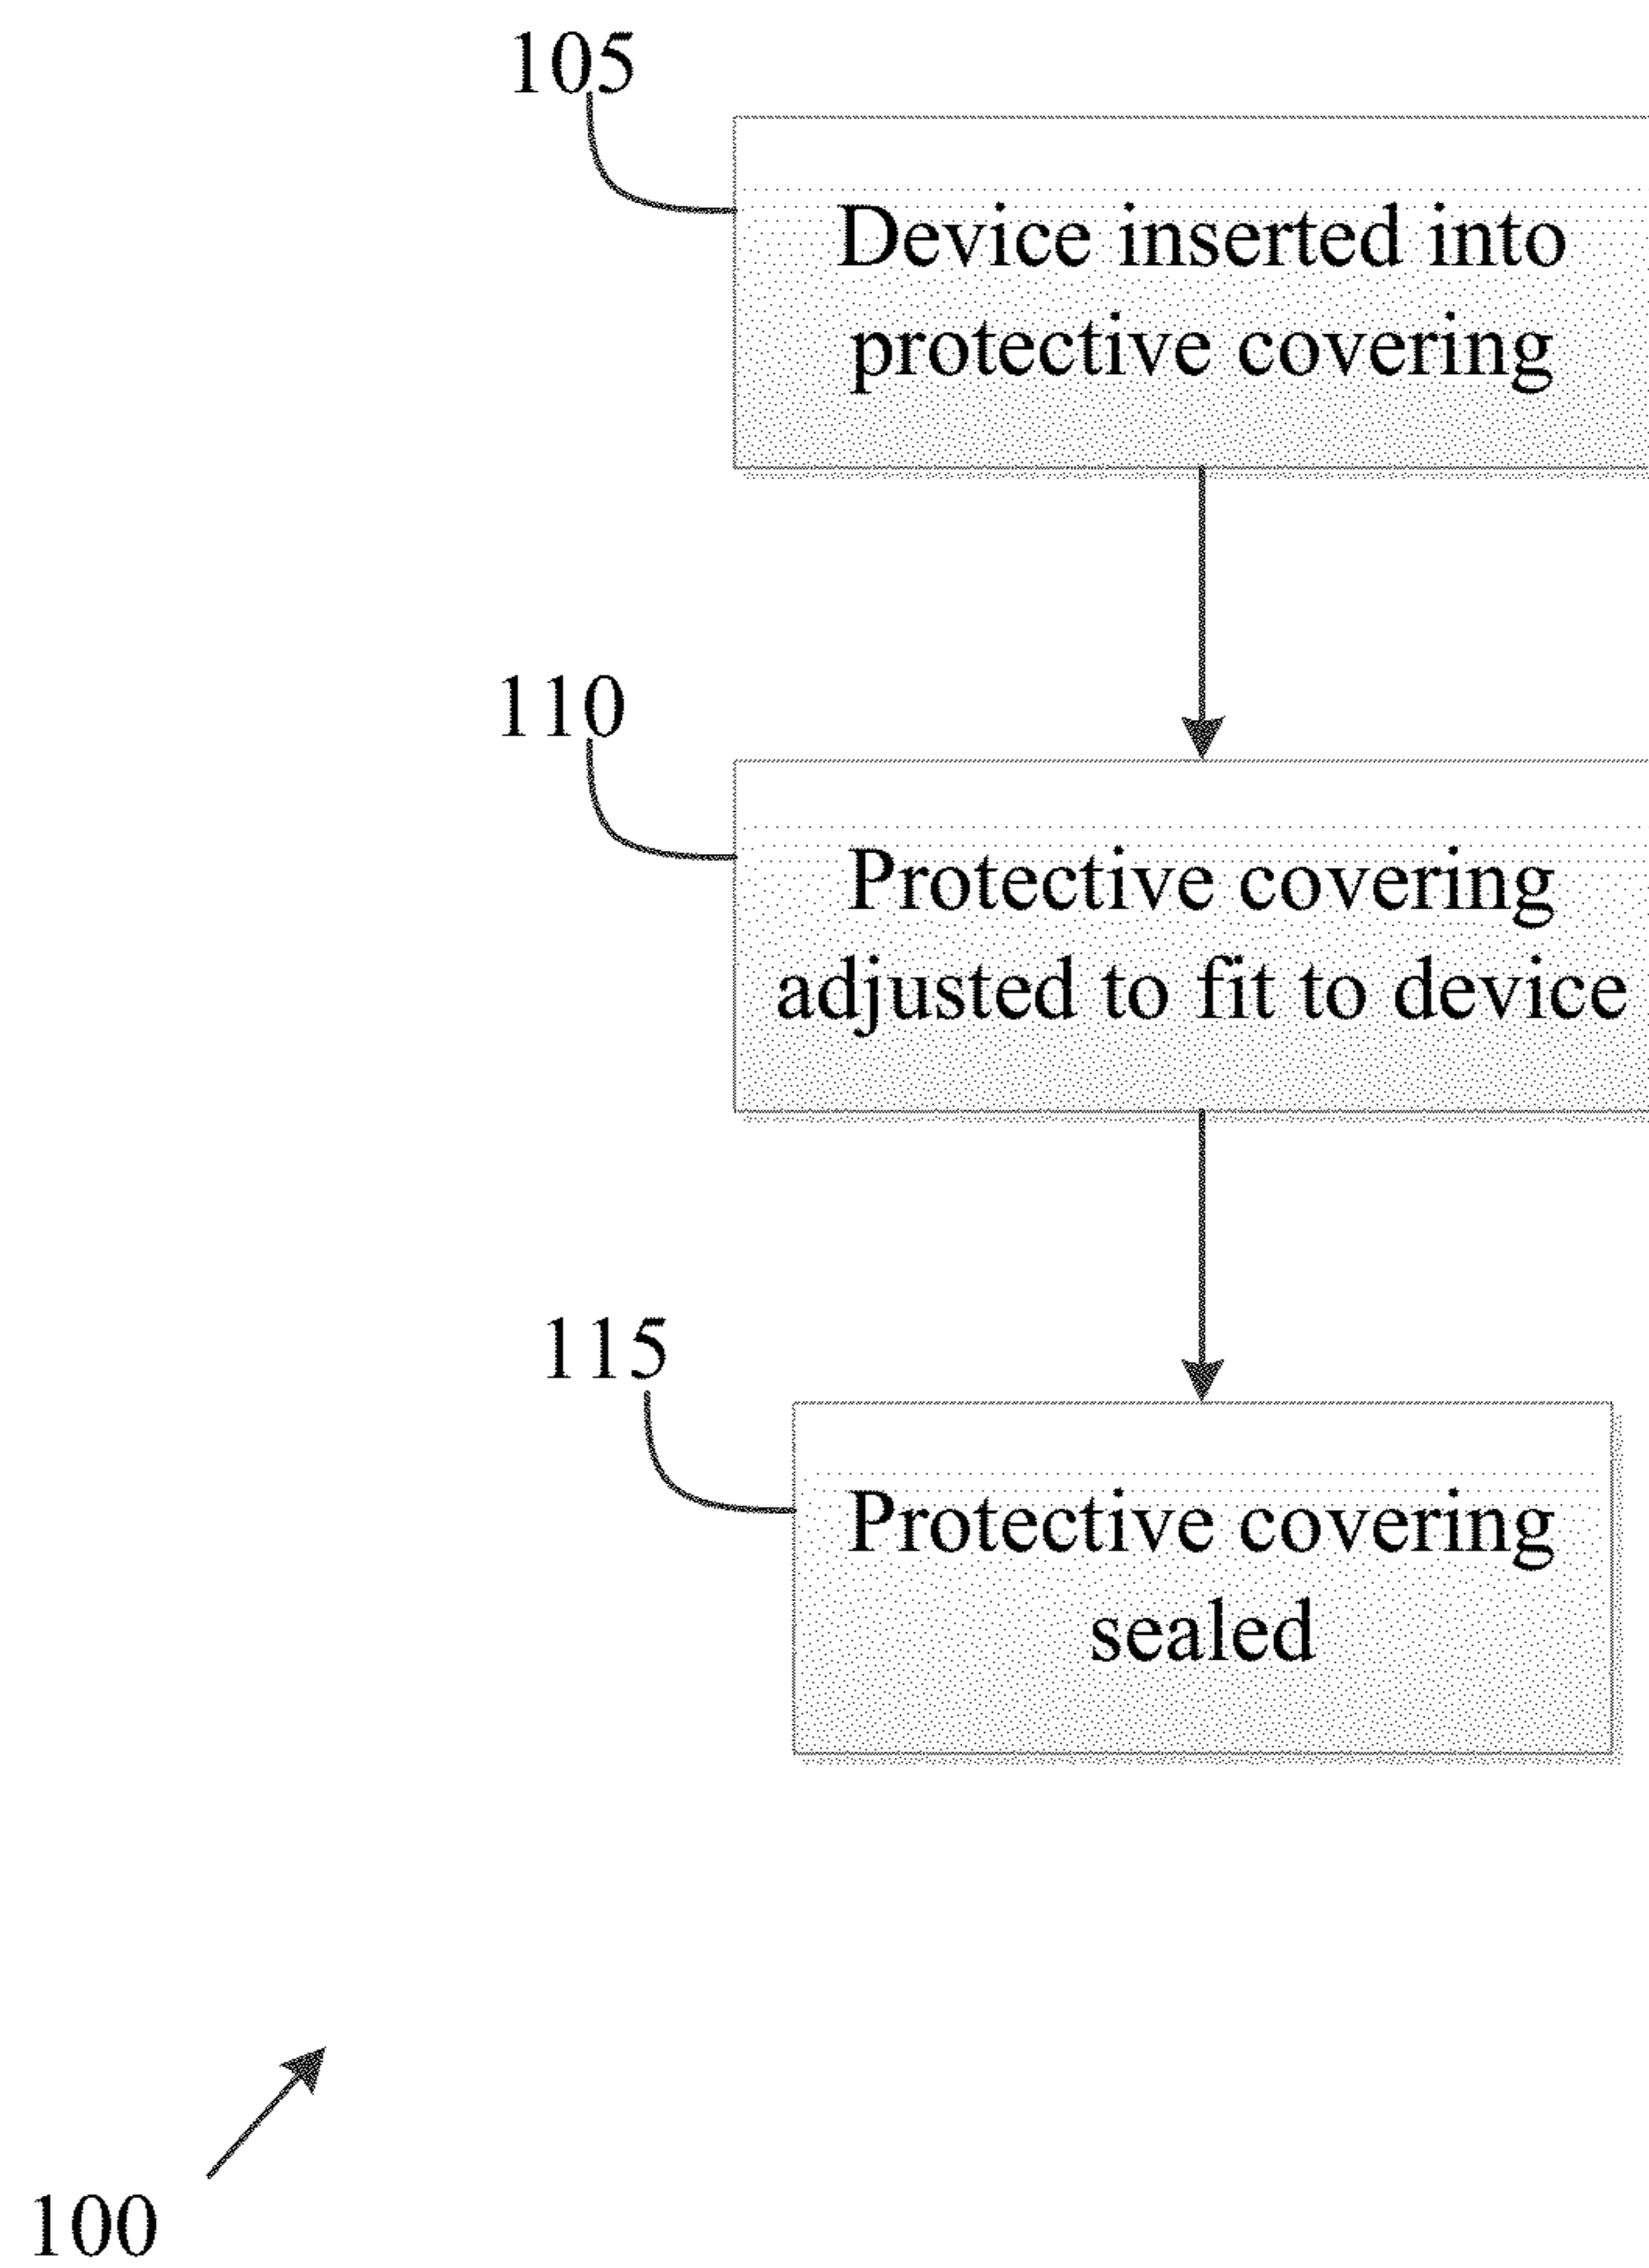 105
Device inserted into
protective covering
110
Protective covering
adjusted to fit to device
115
Protective covering
sealed
100